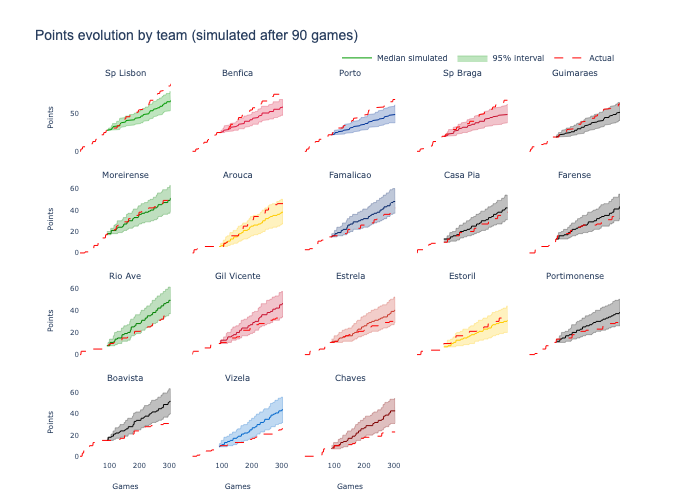 Points evolution by team (simulated after 90 games)
Median simulated 95% interval Actual
Sp Lisbon Benfica Porto Sp Braga Guimaraes
50
0
Points
Moreirense Arouca Famalicao Casa Pia Farense
60
40
20
0
Points
Rio Ave Gil Vicente Estrela Estoril Portimonense
60
40
20
0
Points
Boavista Vizela Chaves
60
40
20
0
Points
100 200 300 100 200 300 100 200 300
Games Games Games